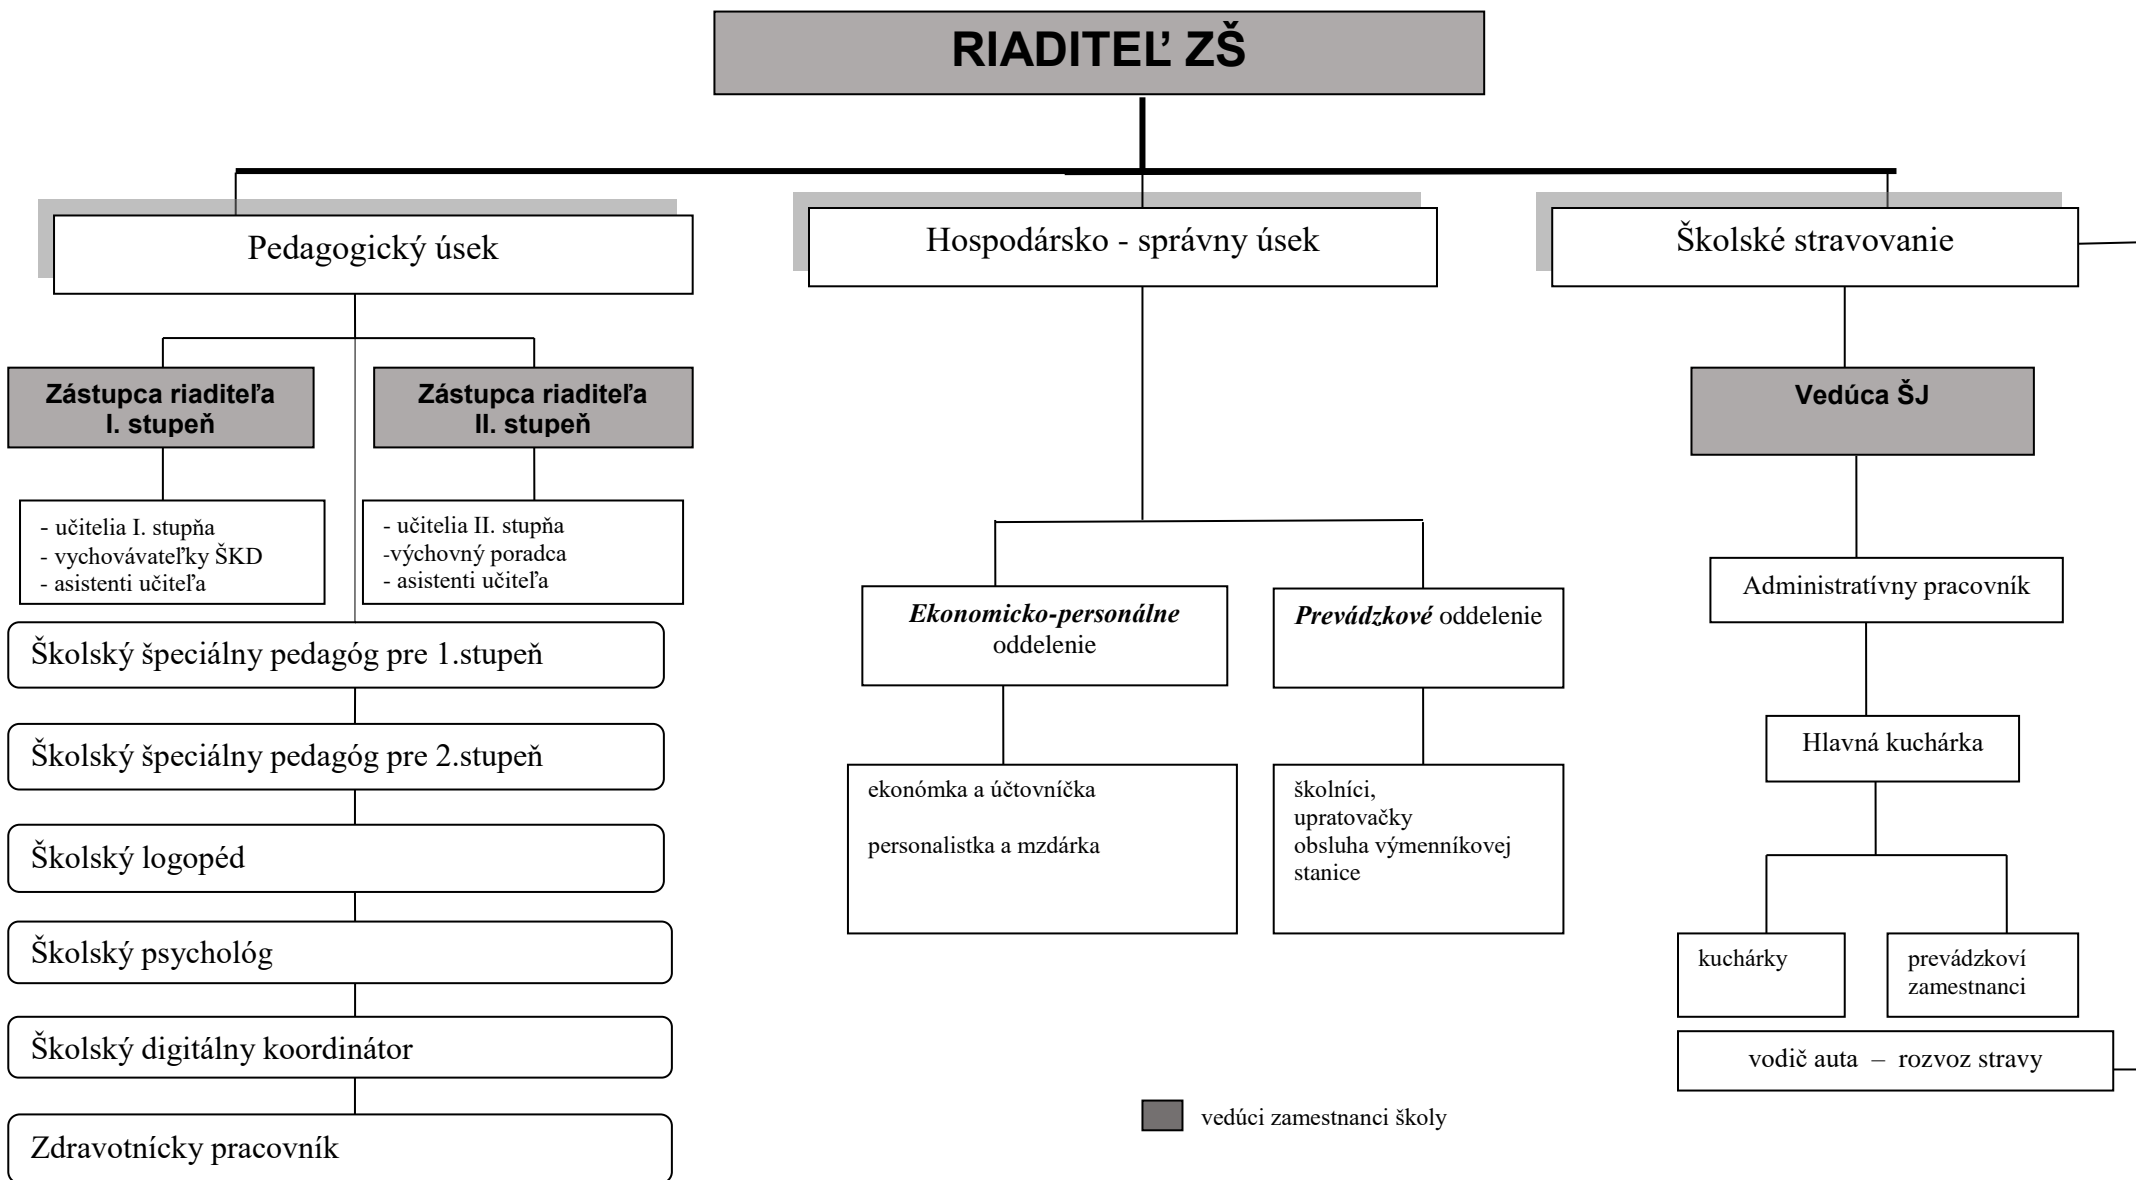 RIADITEĽ ZŠ
Pedagogický úsek
Hospodársko - správny úsek
Školské stravovanie
Zástupca riaditeľa
I. stupeň
Zástupca riaditeľa
II. stupeň
Vedúca ŠJ
- učitelia I. stupňa
- vychovávateľky ŠKD
- asistenti učiteľa
- učitelia II. stupňa
-výchovný poradca
- asistenti učiteľa
Ekonomicko-personálne
oddelenie
Prevádzkové oddelenie
Administratívny pracovník
Školský špeciálny pedagóg pre 1.stupeň
Školský špeciálny pedagóg pre 2.stupeň
Školský logopéd
Školský psychológ
Školský digitálny koordinátor
Zdravotnícky pracovník
ekonómka a účtovníčka
personalistka a mzdárka
školníci,
upratovačky
obsluha výmenníkovej
stanice
Hlavná kuchárka
kuchárky
prevádzkoví
zamestnanci
vodič auta – rozvoz stravy
vedúci zamestnanci školy